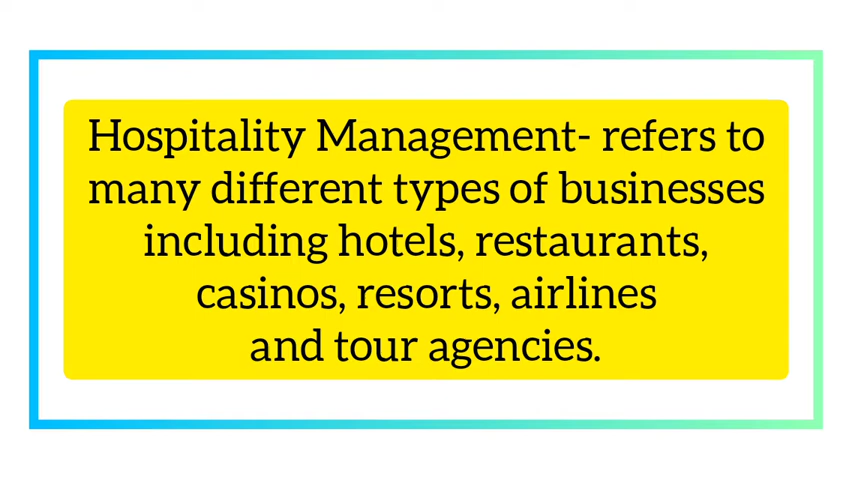 Hospitality Management- refers to
many different types of businesses
including hotels, restaurants,
casinos, resorts, airlines
and tour agencies.